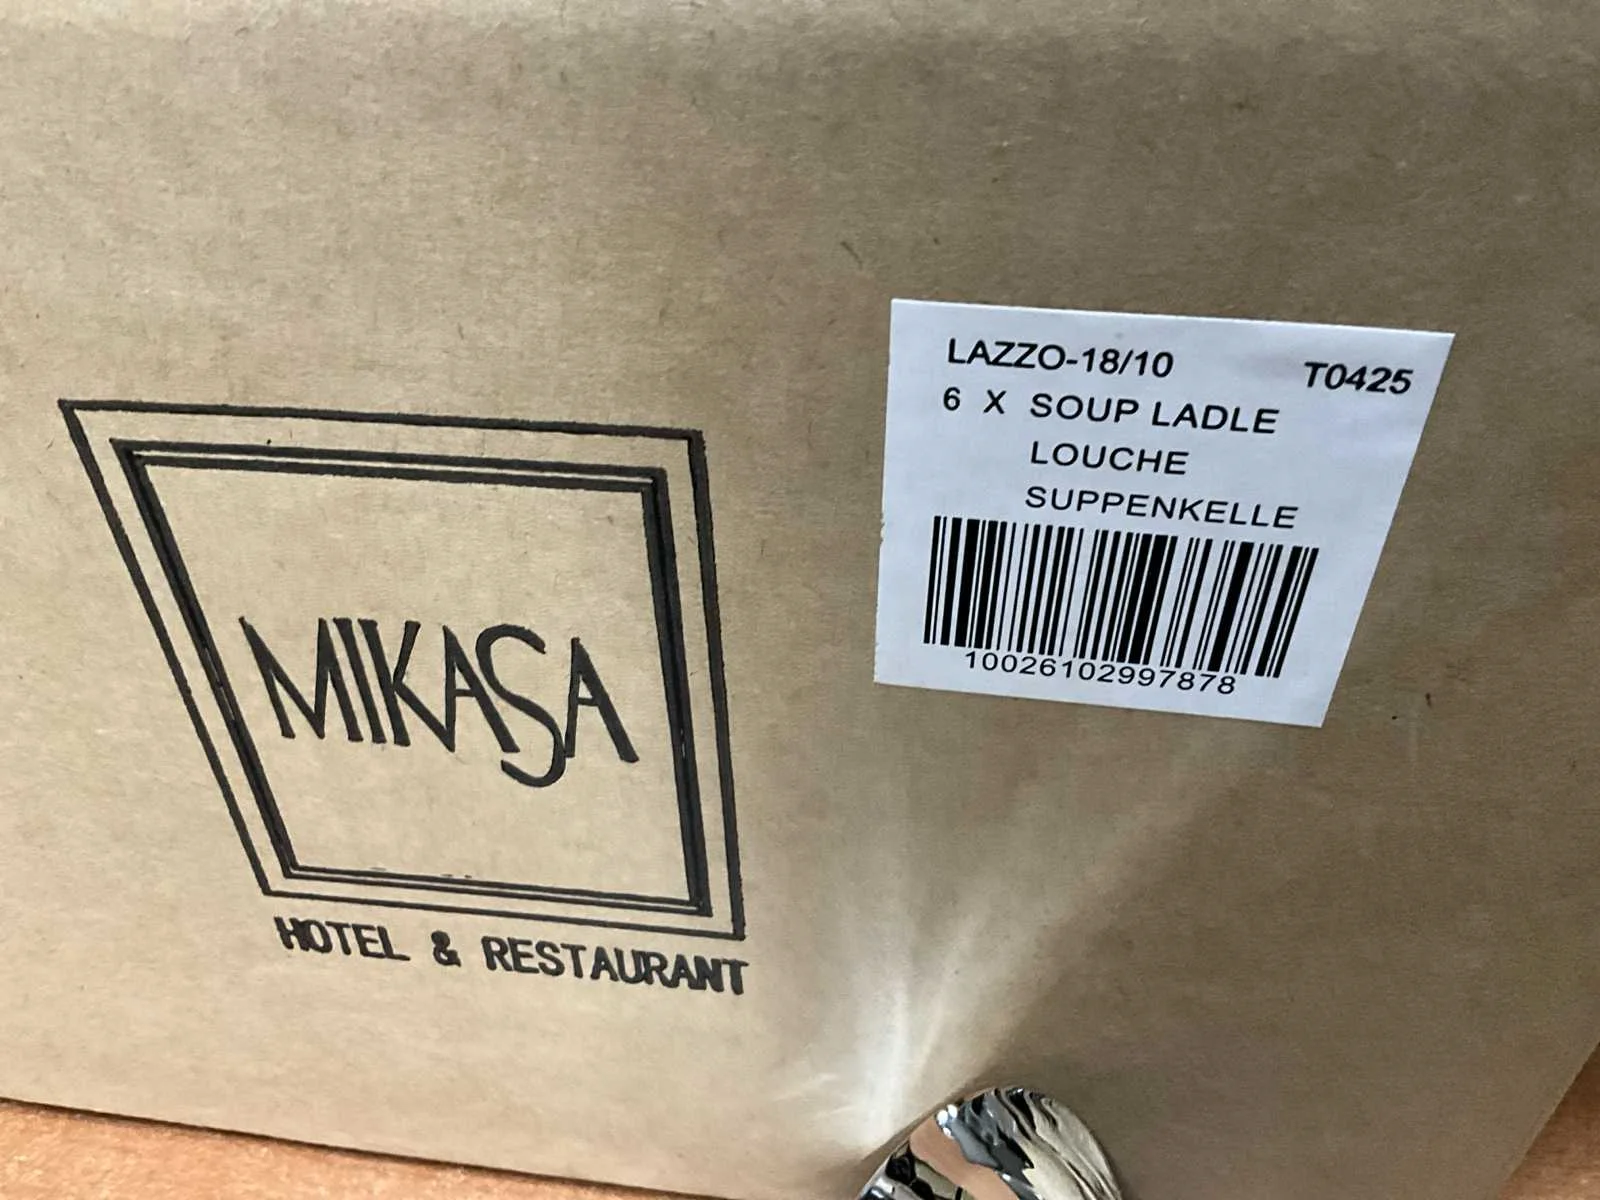 MIKASA
HOTEL & RESTAURANT
LAZZO-18/10 T0425
6 X SOUP LADLE
LOUCHE
SUPPENKELLE
10026102997878